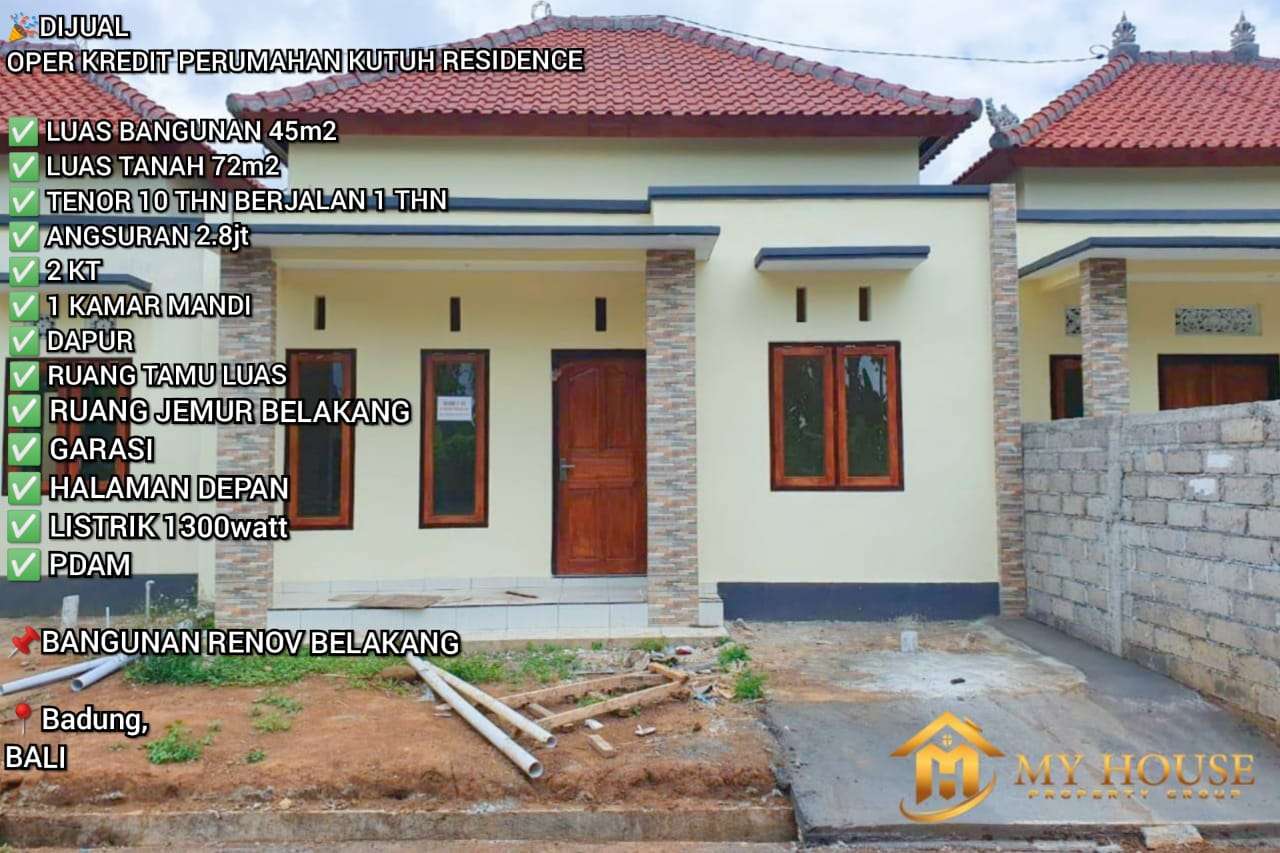 🎉DIJUAL
OPER KREDIT PERUMAHAN KUTUH RESIDENCE
✅ LUAS BANGUNAN 45m2
✅ LUAS TANAH 72m2
✅ TENOR 10 THN BERJALAN 1 THN
✅ ANGSURAN 2.8jt
✅ 2 KT
✅ 1 KAMAR MANDI
✅ DAPUR
✅ RUANG TAMU LUAS
✅ RUANG JEMUR BELAKANG
✅ GARASI
✅ HALAMAN DEPAN
✅ LISTRIK 1300watt
✅ PDAM
📌BANGUNAN RENOV BELAKANG
📍Badung,
BALI
MY HOUSE
PROPERTY GROUP